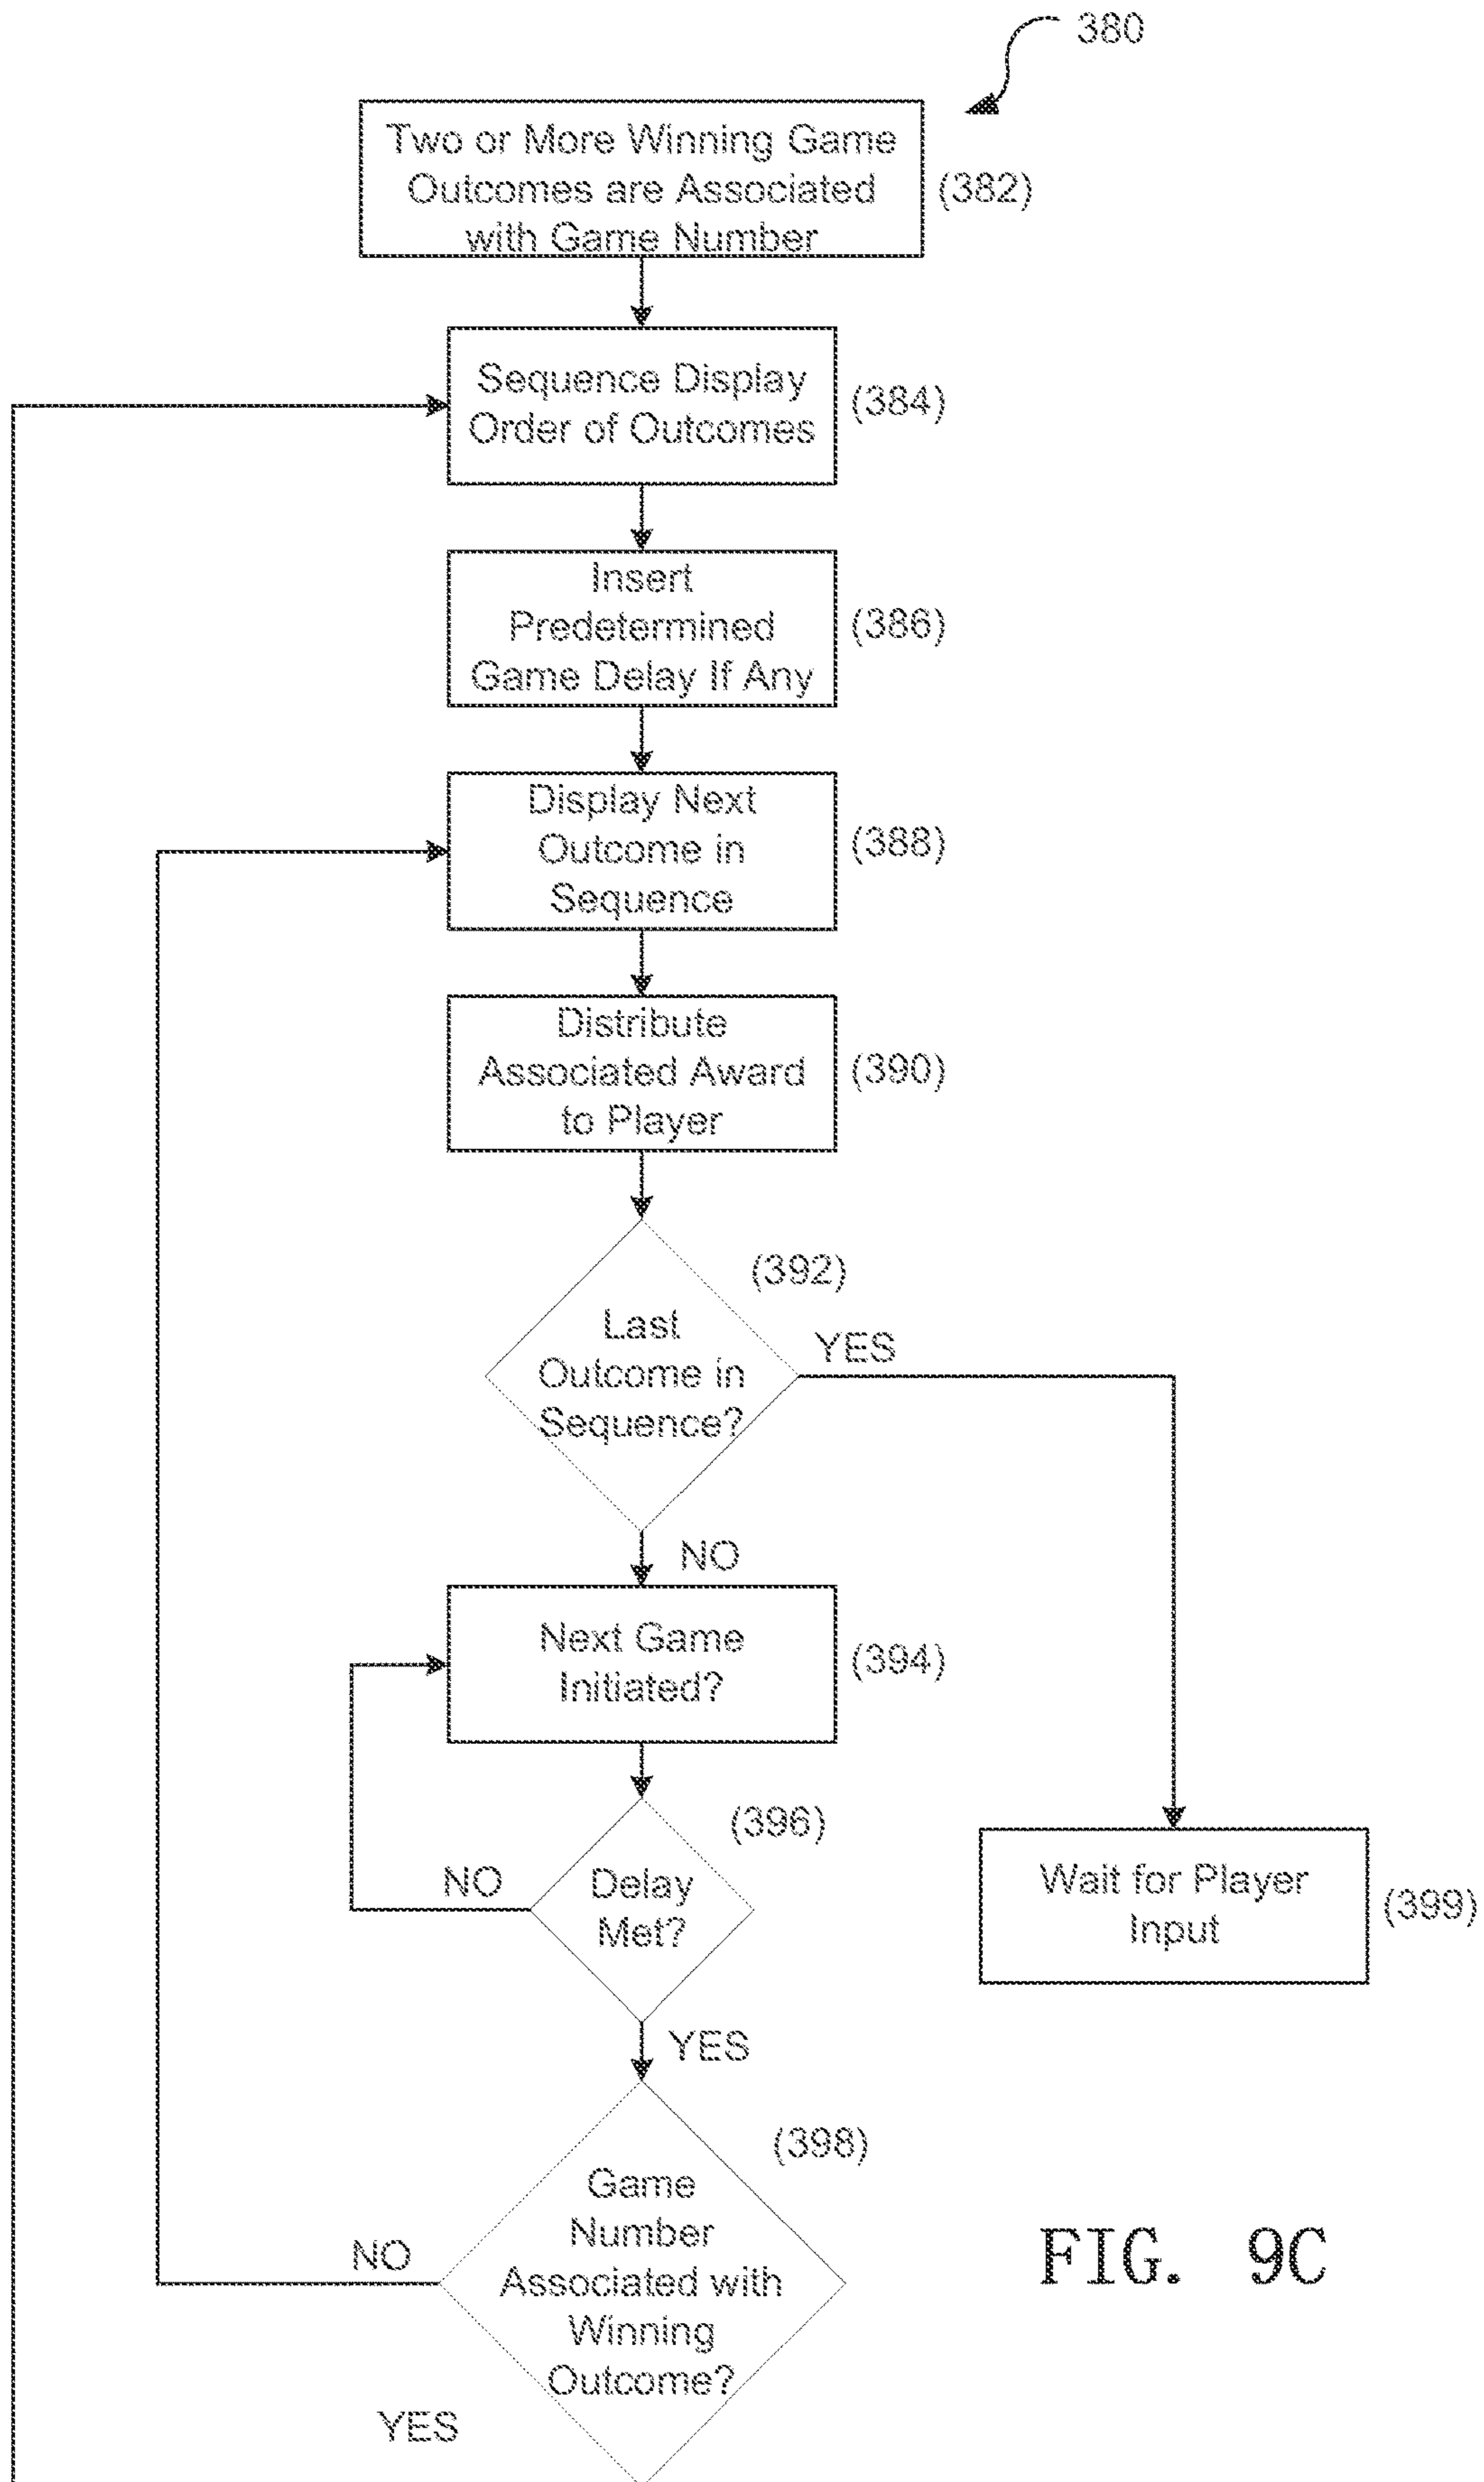 380
Two or More Winning Game
Outcomes are Associated
with Game Number
(382)
Sequence Display
Order of Outcomes
(384)
Insert
Predetermined
Game Delay If Any
(386)
Display Next
Outcome in
Sequence
(388)
Distribute
Associated Award
to Player
(390)
(392)
Last
Outcome in
Sequence?
YES
NO
Next Game
Initiated?
(394)
(396)
Delay
Met?
NO
YES
Wait for Player
Input
(399)
(398)
Game
Number
Associated with
Winning
Outcome?
NO
YES
FIG. 9C